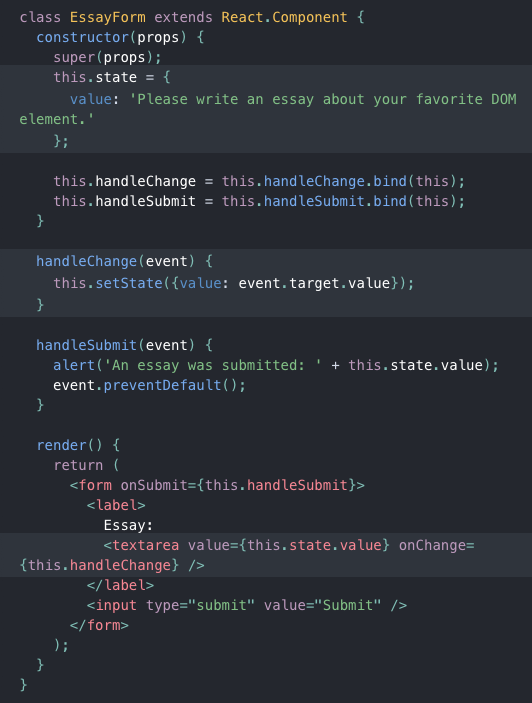 class EssayForm extends React.Component {
  constructor(props) {
    super(props);
    this.state = {
      value: 'Please write an essay about your favorite DOM
element.'
    };

    this.handleChange = this.handleChange.bind(this);
    this.handleSubmit = this.handleSubmit.bind(this);
  }

  handleChange(event) {
    this.setState({value: event.target.value});
  }

  handleSubmit(event) {
    alert('An essay was submitted: ' + this.state.value);
    event.preventDefault();
  }

  render() {
    return (
      <form onSubmit={this.handleSubmit}>
        <label>
          Essay:
          <textarea value={this.state.value} onChange=
{this.handleChange} />
        </label>
        <input type="submit" value="Submit" />
      </form>
    );
  }
}